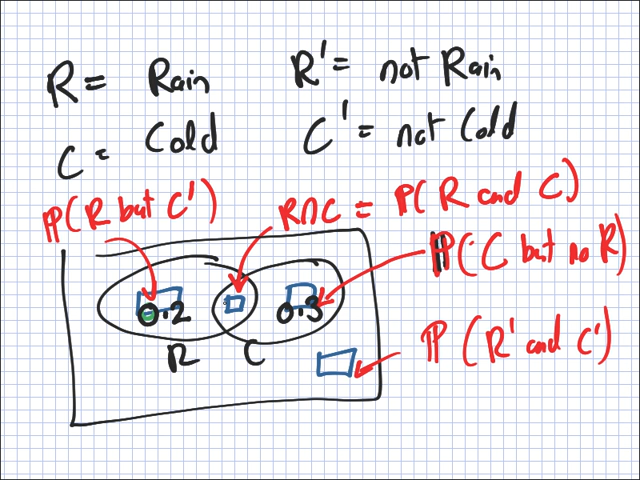 R = Rain R' = not Rain
C = Cold C' = not Cold
P(R but C') R∩C = P(R and C)
P(C but no R)
0.2 0.3
R C P(R' and C')